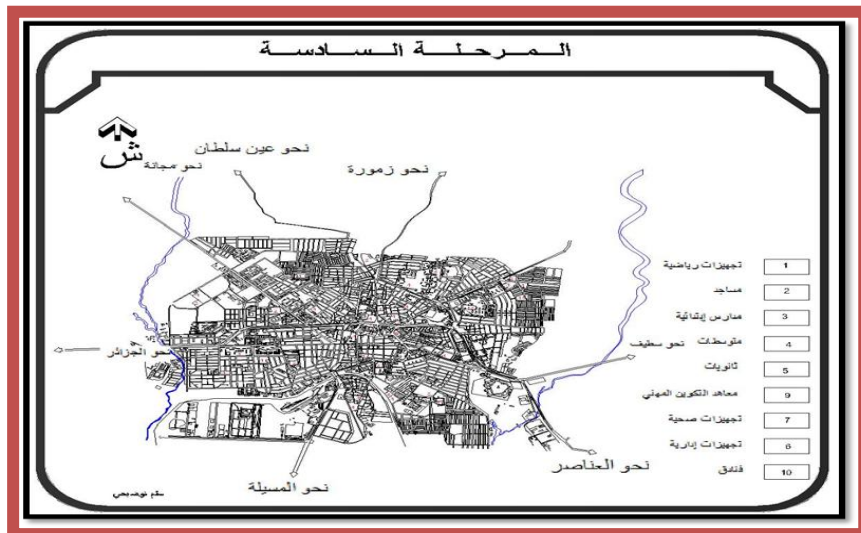 المرحلة السادسة
ش
نحو مجانة
نحو عين سلطان
نحو زمورة
نحو الجزائر
نحو سطيف
نحو العناصر
نحو المسيلة
تجهيزات رياضية 1
مساجد 2
مدارس إبتدائية 3
متوسطات 4
ثانويات 5
معاهد التكوين المهني 9
تجهيزات صحية 7
تجهيزات إدارية 6
فنادق 10
سلم توضيحي